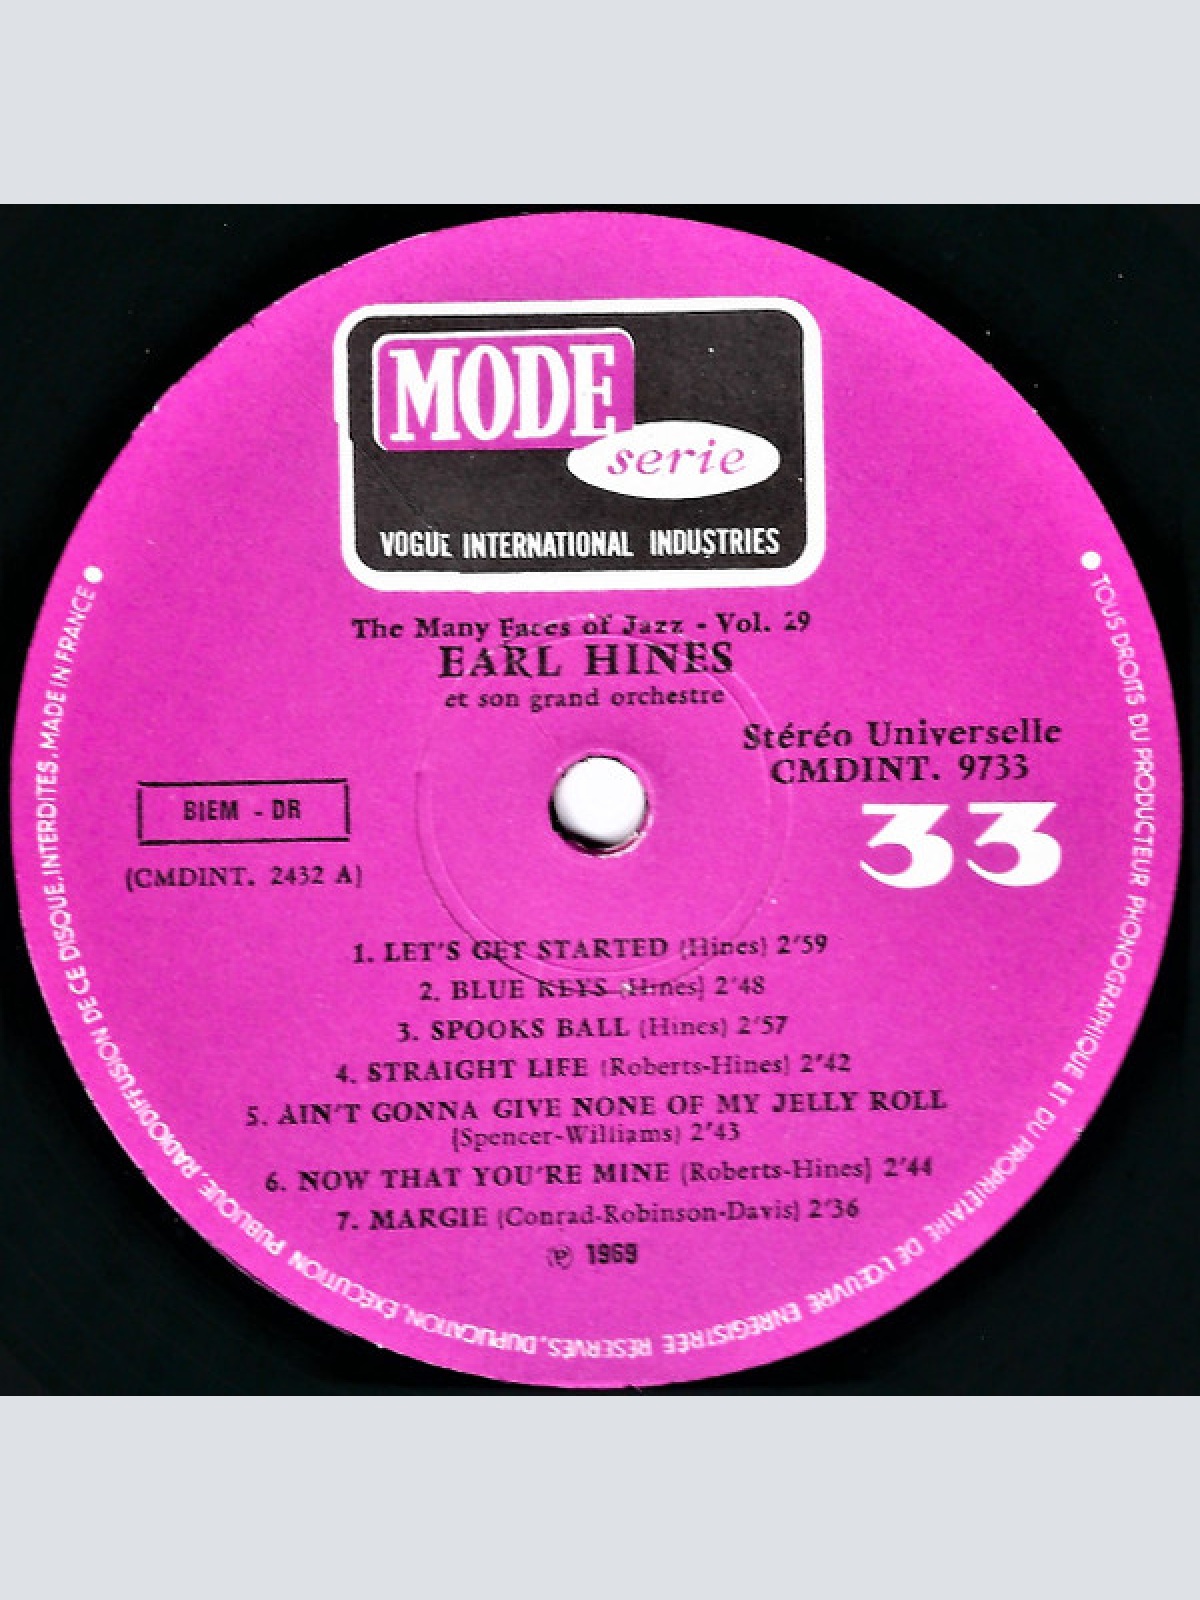 MODE
serie
VOGUE INTERNATIONAL INDUSTRIES
The Many Faces of Jazz - Vol. 29
EARL HINES
et son grand orchestre
Stéréo Universelle
CMDINT. 9733
33
BIEM - DR
(CMDINT. 2432 A)
1. LET'S GET STARTED (Hines) 2'59
2. BLUE KEYS (Hines) 2'48
3. SPOOKS BALL (Hines) 2'57
4. STRAIGHT LIFE (Roberts-Hines) 2'42
5. AIN'T GONNA GIVE NONE OF MY JELLY ROLL
(Spencer-Williams) 2'43
6. NOW THAT YOU'RE MINE (Roberts-Hines) 2'44
7. MARGIE (Conrad-Robinson-Davis) 2'36
℗ 1969
● TOUS DROITS DU PRODUCTEUR PHONOGRAPHIQUE ET DU PROPRIETAIRE DE L'ŒUVRE ENREGISTRÉE RESERVÉS, DUPLICATION, EXÉCUTION PUBLIQUE, RADIODIFFUSION DE CE DISQUE, INTERDITES, MADE IN FRANCE ●